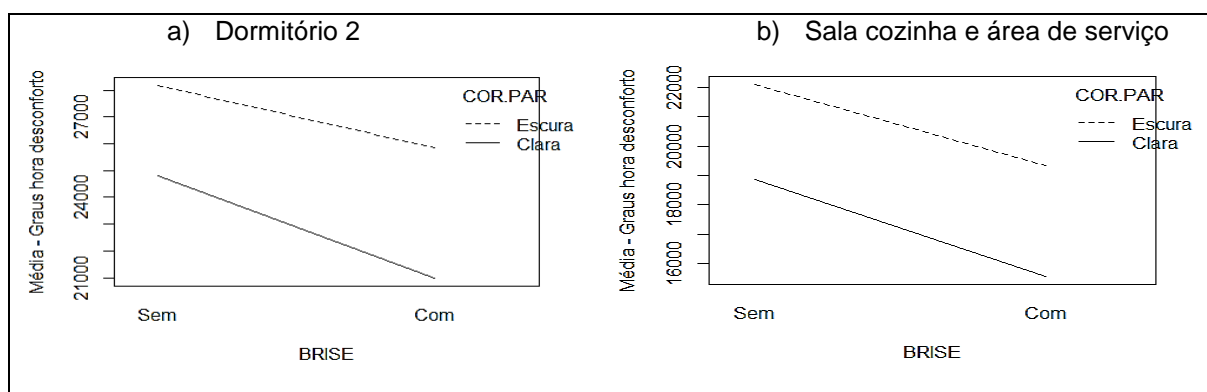 a) Dormitório 2
Média - Graus hora desconforto
27000
24000
21000
COR.PAR
Escura
Clara
Sem
Com
BRISE
b) Sala cozinha e área de serviço
Média - Graus hora desconforto
22000
20000
18000
16000
COR.PAR
Escura
Clara
Sem
Com
BRISE